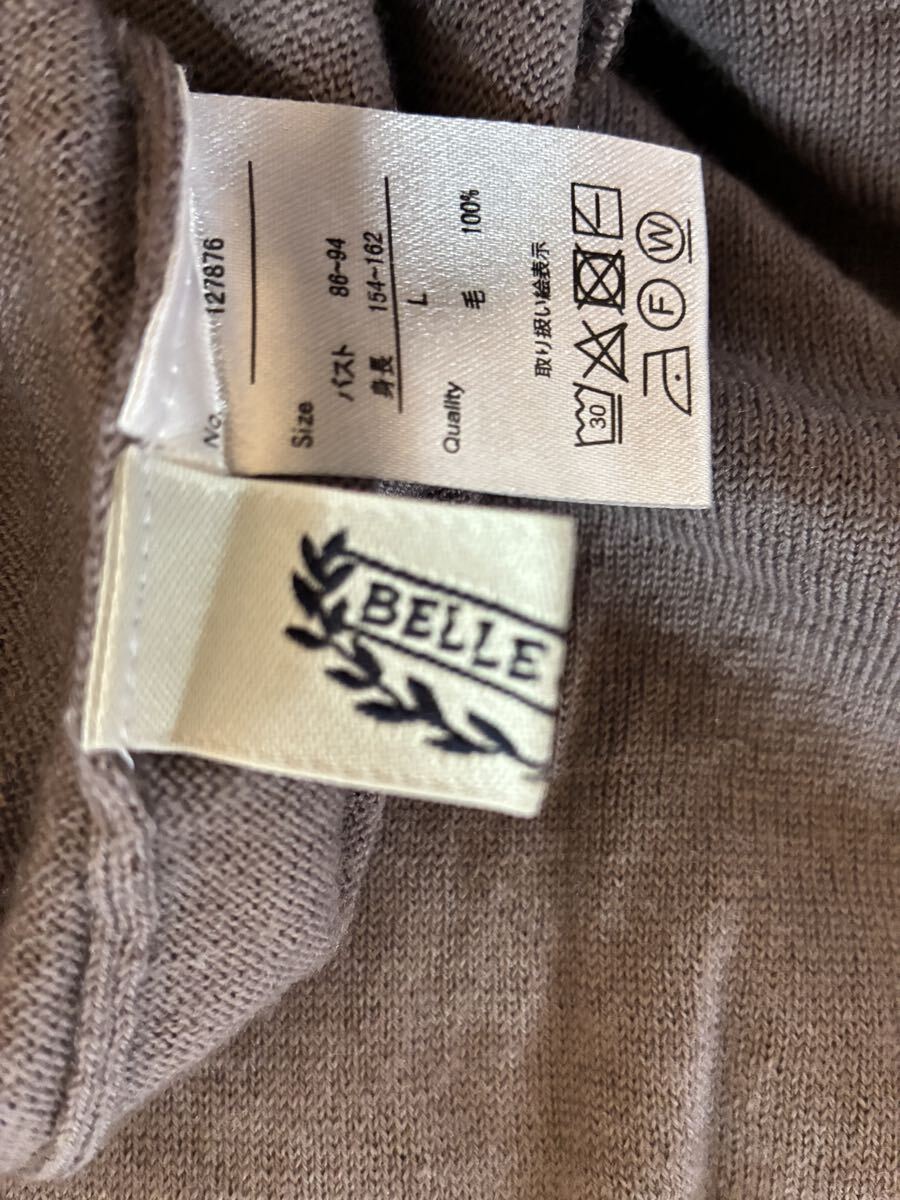 No. 127876
Size
バスト 86~94
身長 154~162
L
Quality
毛 100%
取り扱い絵表示
30
F W
BELLE